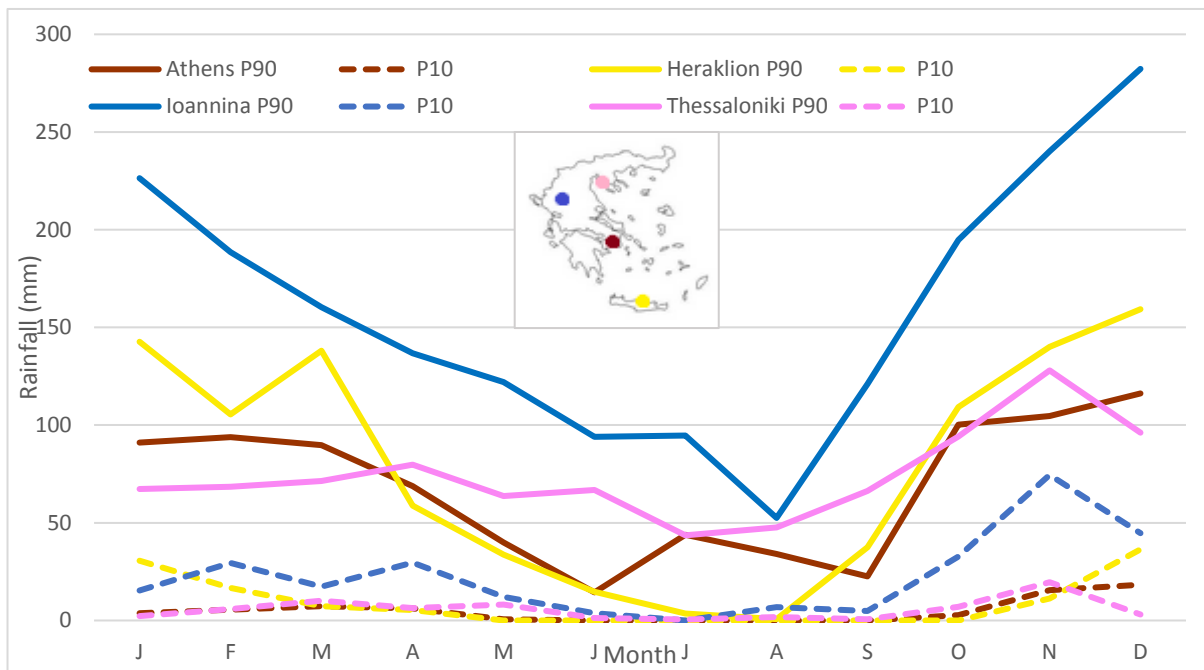 300
Athens P90 P10 Heraklion P90 P10
Ioannina P90 P10 Thessaloniki P90 P10
250
200
150
100
50
0
Rainfall (mm)
J F M A M J J A S O N D
Month